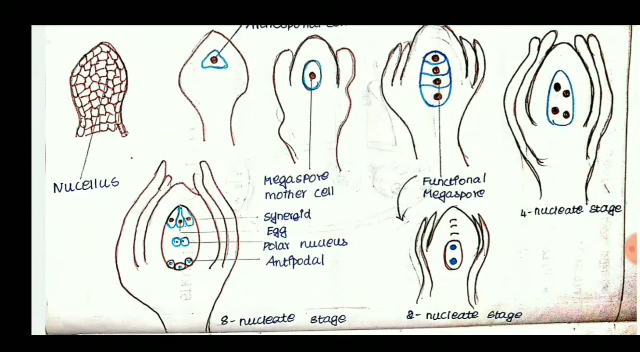 Nucellus
Megaspore
mother cell
Functional
Megaspore
4-nucleate stage
Synergid
Egg
Polar nucleus
Antipodal
8-nucleate stage
2-nucleate stage